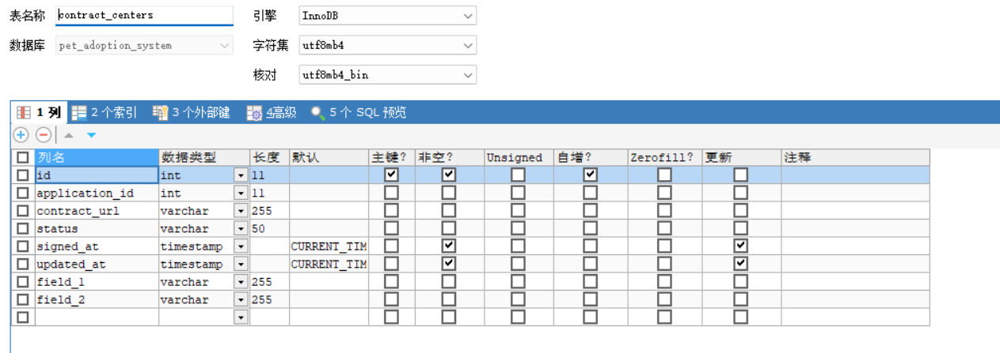 表名称 contract_centers 引擎 InnoDB
数据库 pet_adoption_system 字符集 utf8mb4
核对 utf8mb4_bin
1 列 2 个索引 3 个外部键 4高级 5 个 SQL 预览
列名 数据类型 长度 默认 主键? 非空? Unsigned 自增? Zerofill? 更新 注释
id int 11
application_id int 11
contract_url varchar 255
status varchar 50
signed_at timestamp CURRENT_TIM
updated_at timestamp CURRENT_TIM
field_1 varchar 255
field_2 varchar 255